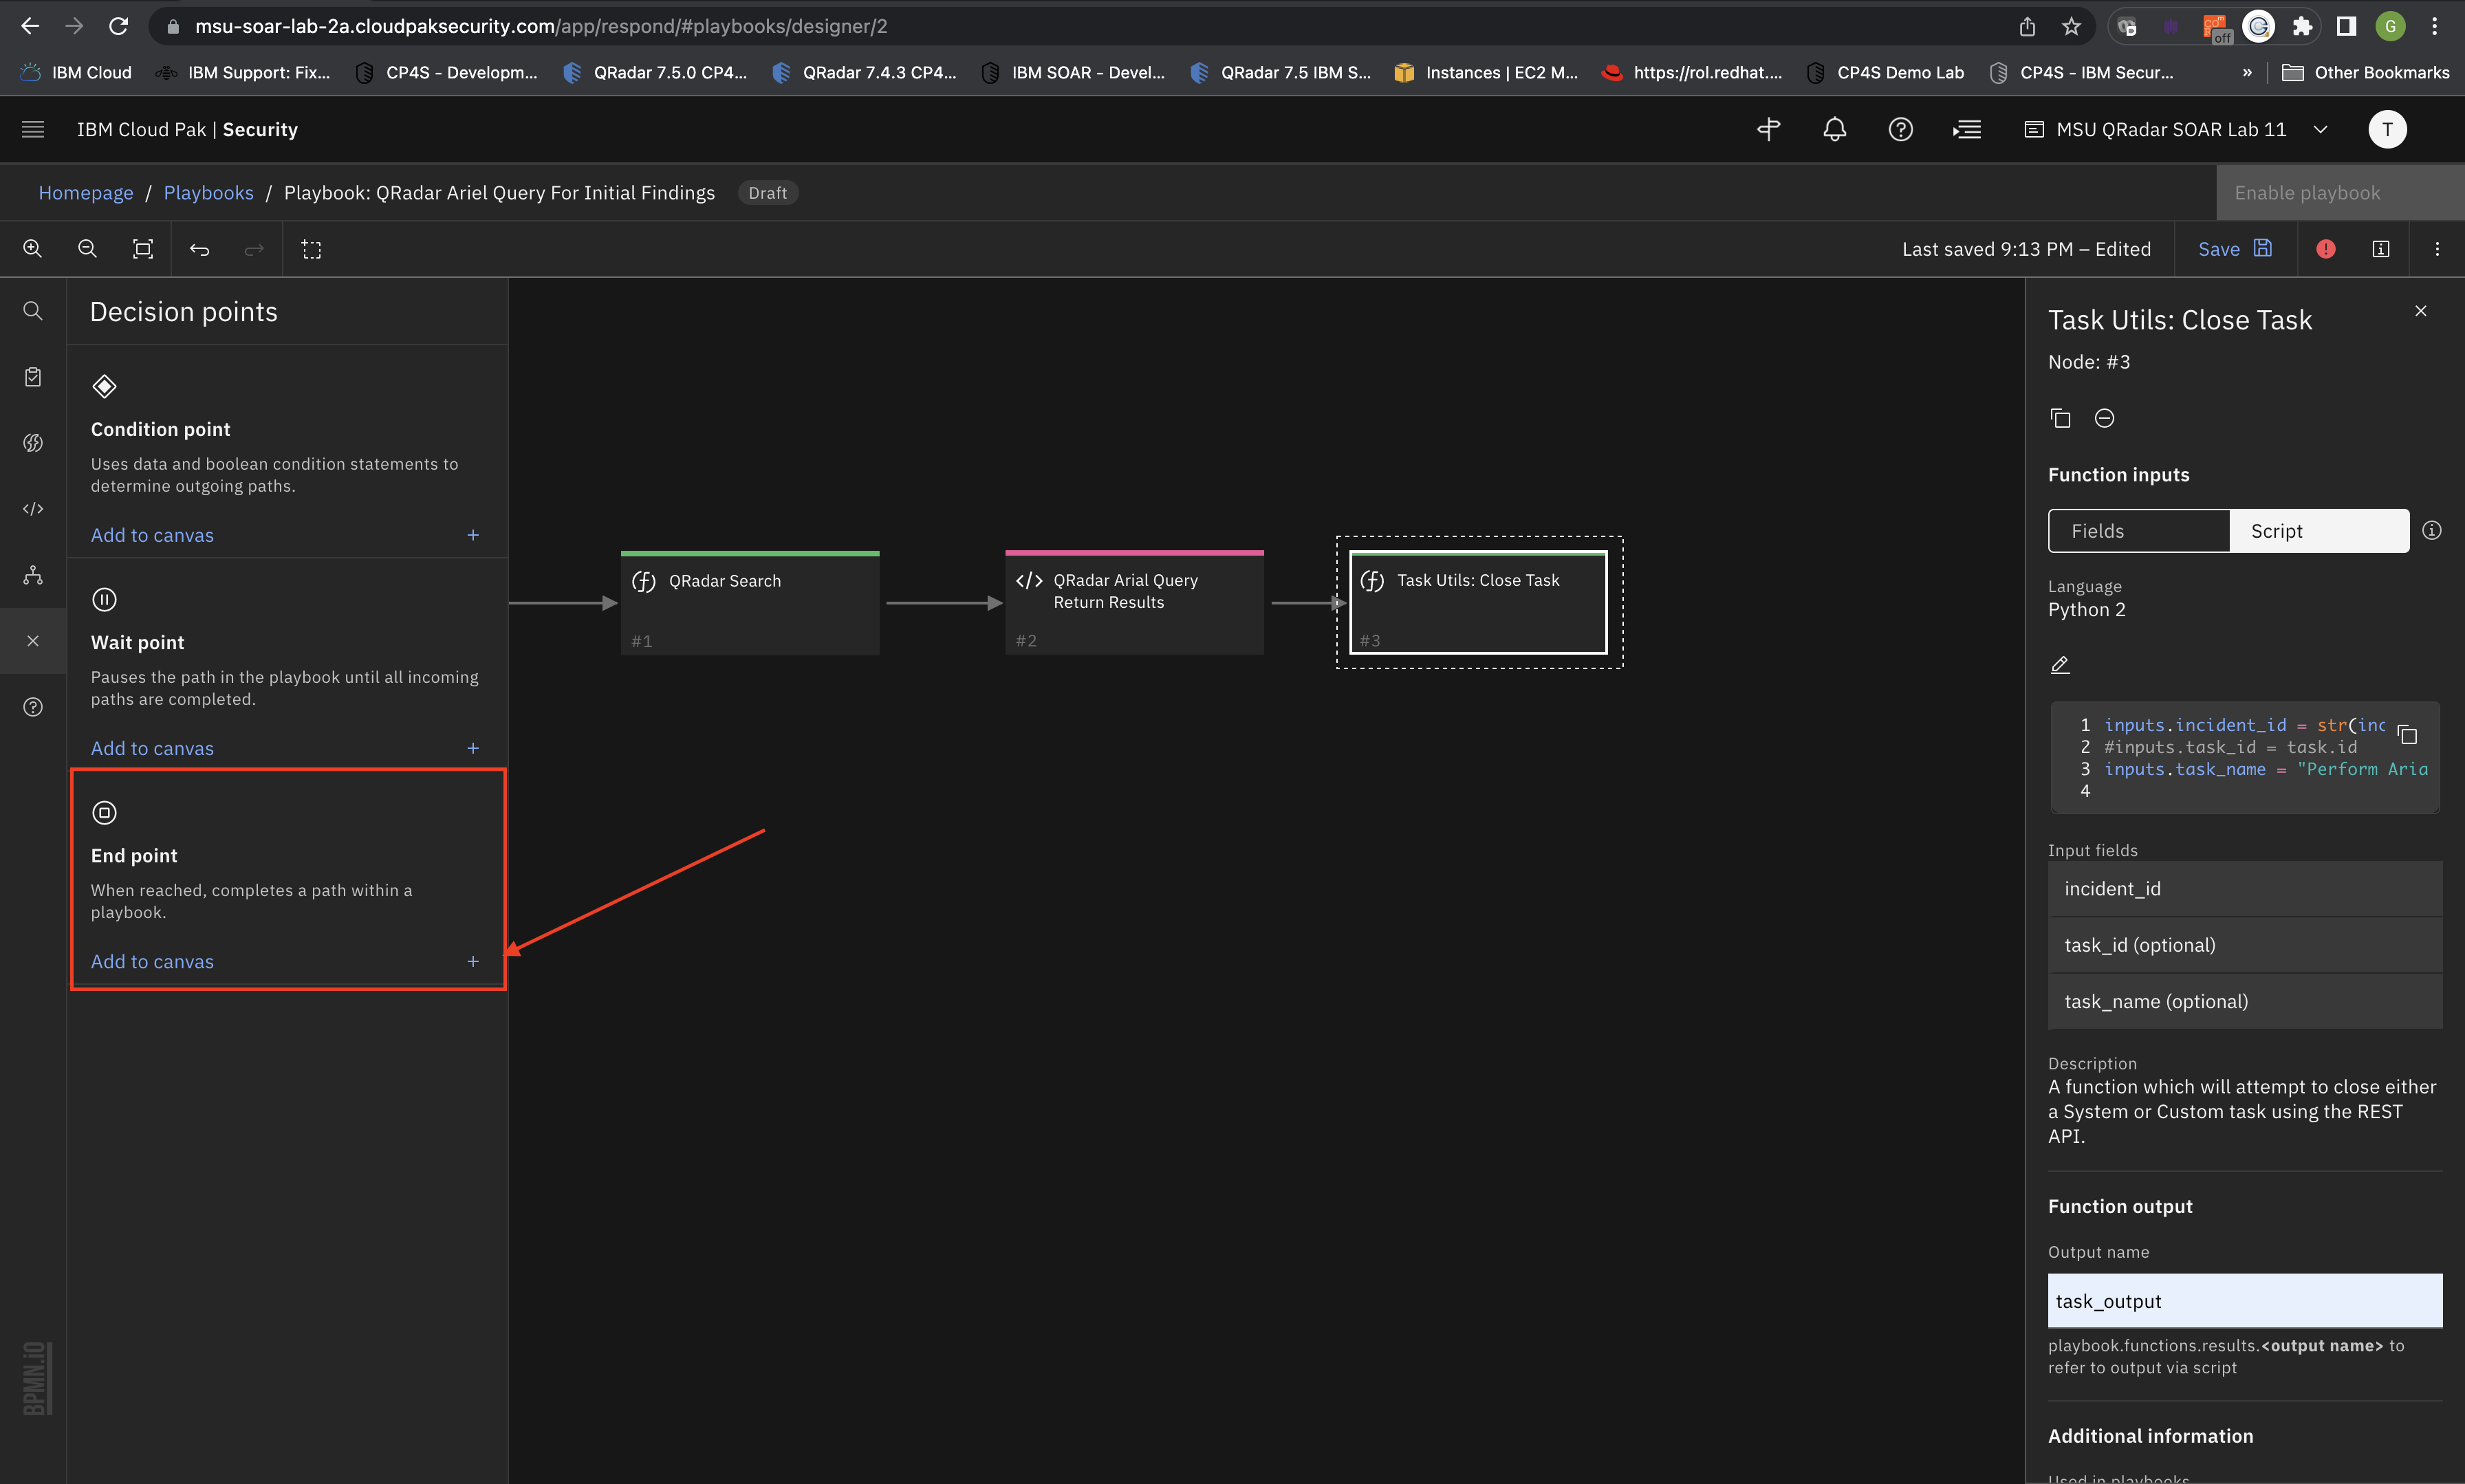 msu-soar-lab-2a.cloudpaksecurity.com/app/respond/#playbooks/designer/2
off
G
IBM Cloud
IBM Support: Fix...
CP4S - Developm...
QRadar 7.5.0 CP4...
QRadar 7.4.3 CP4...
IBM SOAR - Devel...
QRadar 7.5 IBM S...
Instances | EC2 M...
https://rol.redhat....
CP4S Demo Lab
CP4S - IBM Secur...
»
Other Bookmarks
IBM Cloud Pak | Security
MSU QRadar SOAR Lab 11
T
Homepage / Playbooks / Playbook: QRadar Ariel Query For Initial Findings
Draft
Enable playbook
Last saved 9:13 PM – Edited
Save
Decision points
Condition point
Uses data and boolean condition statements to
determine outgoing paths.
Add to canvas +
Wait point
Pauses the path in the playbook until all incoming
paths are completed.
Add to canvas +
End point
When reached, completes a path within a
playbook.
Add to canvas +
BPMN.iO
QRadar Search
#1
</> QRadar Arial Query
Return Results
#2
Task Utils: Close Task
#3
Task Utils: Close Task
Node: #3
Function inputs
Fields
Script
Language
Python 2
1 inputs.incident_id = str(inc
2 #inputs.task_id = task.id
3 inputs.task_name = "Perform Aria
4
Input fields
incident_id
task_id (optional)
task_name (optional)
Description
A function which will attempt to close either
a System or Custom task using the REST
API.
Function output
Output name
task_output
playbook.functions.results.<output name> to
refer to output via script
Additional information
Used in playbooks